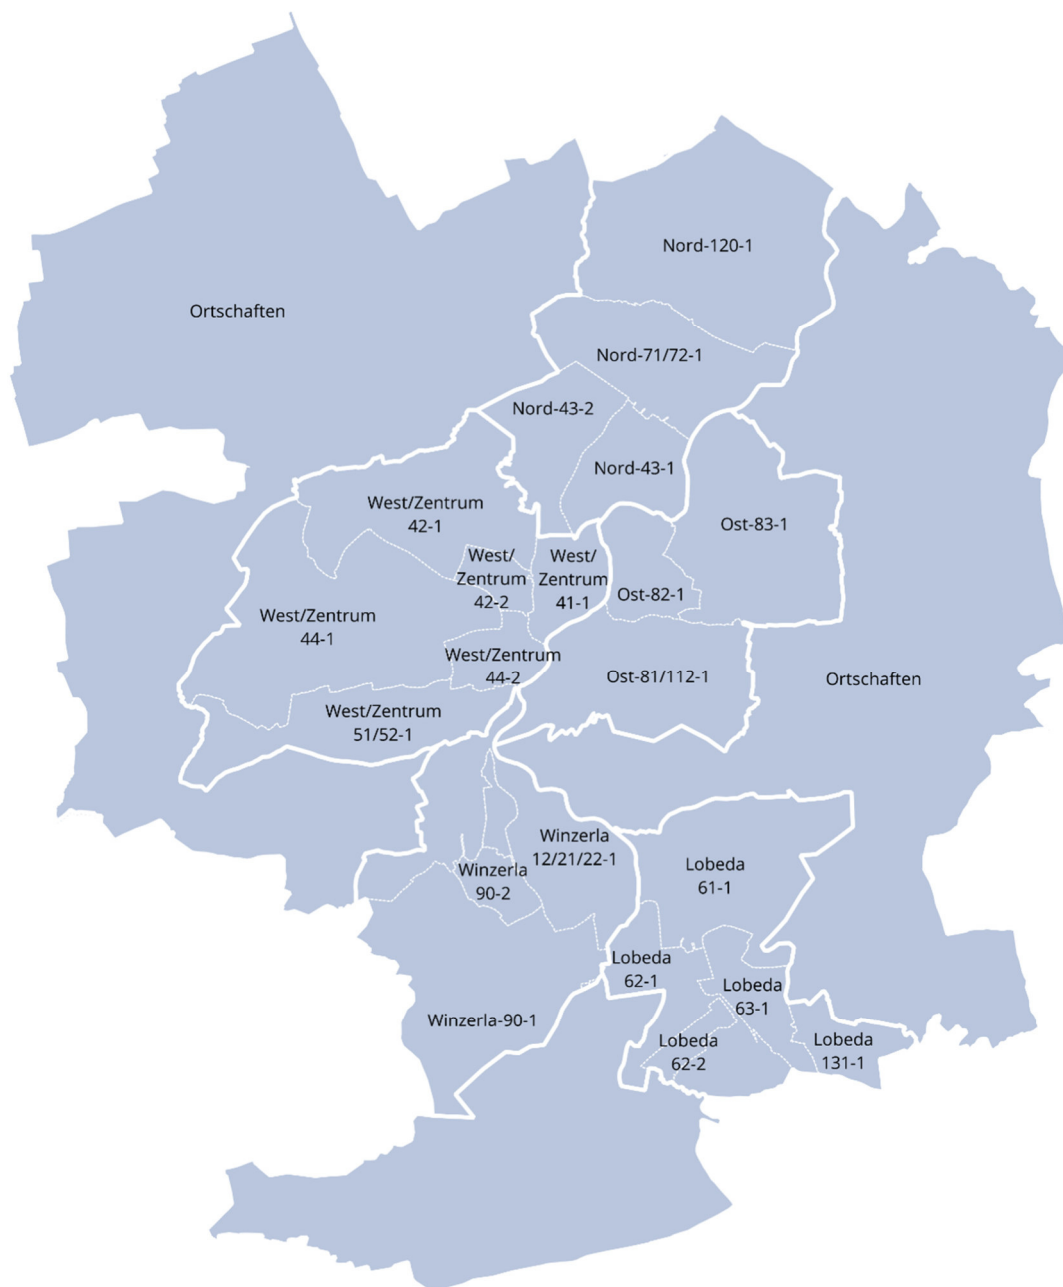 Nord-120-1
Ortschaften
Nord-71/72-1
Nord-43-2
Nord-43-1
West/Zentrum
42-1
Ost-83-1
West/
Zentrum
42-2
West/
Zentrum
41-1
Ost-82-1
West/Zentrum
44-1
West/Zentrum
44-2
Ost-81/112-1
Ortschaften
West/Zentrum
51/52-1
Winzerla
12/21/22-1
Winzerla
90-2
Lobeda
61-1
Lobeda
62-1
Lobeda
63-1
Winzerla-90-1
Lobeda
62-2
Lobeda
131-1